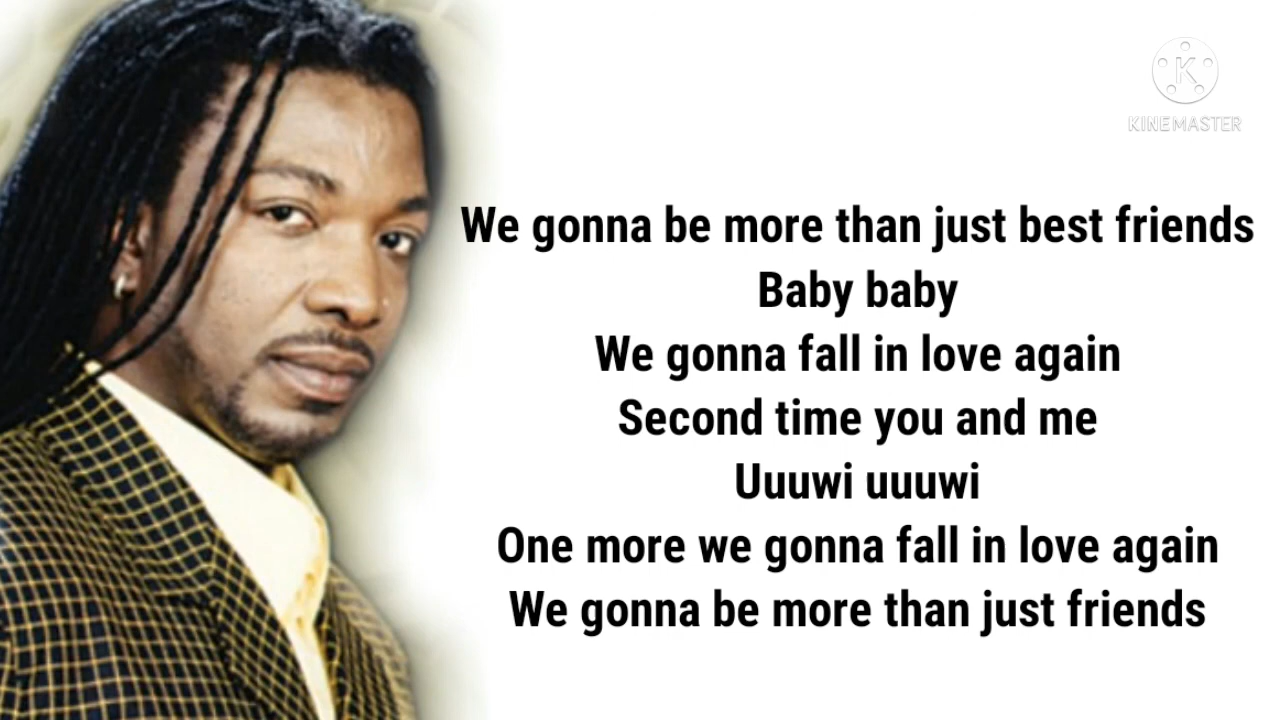 K
KINEMASTER
We gonna be more than just best friends
Baby baby
We gonna fall in love again
Second time you and me
Uuuwi uuuwi
One more we gonna fall in love again
We gonna be more than just friends